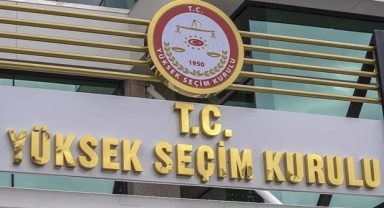 T.C.
1950
YÜKSEK SEÇİM KURULU
T.C.
YÜKSEK SEÇİM KURULU